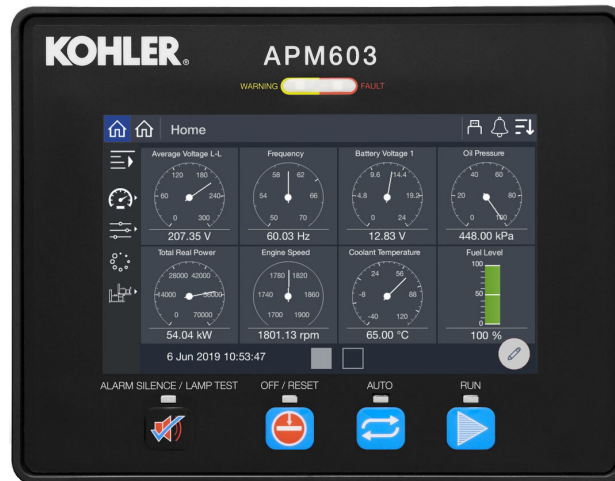 KOHLER®
APM603
WARNING FAULT
Home
Average Voltage L-L
120 180
60 240
0 300
207.35 V
Frequency
58 62
54 66
50 70
60.03 Hz
Battery Voltage 1
9.6 14.4
4.8 19.2
0 24
12.83 V
Oil Pressure
40 60
20 80
0 100
448.00 kPa
Total Real Power
28000 42000
14000 56000
0 70000
54.04 kW
Engine Speed
1780 1820
1740 1860
1700 1900
1801.13 rpm
Coolant Temperature
24 56
-8 88
-40 120
65.00 °C
Fuel Level
100
50
0
100 %
6 Jun 2019 10:53:47
ALARM SILENCE / LAMP TEST
OFF / RESET
AUTO
RUN